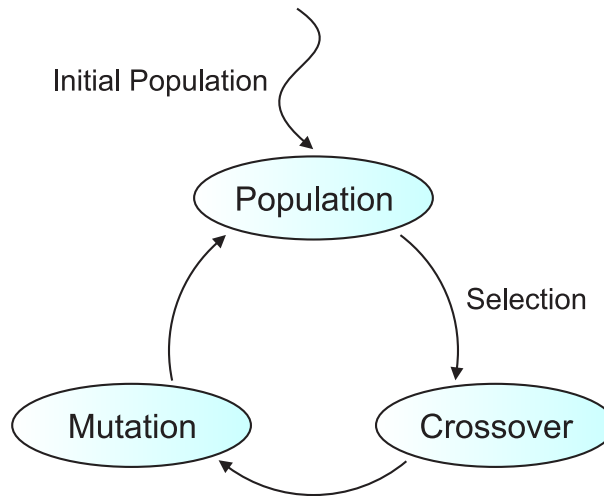 Initial Population
Population
Selection
Mutation
Crossover